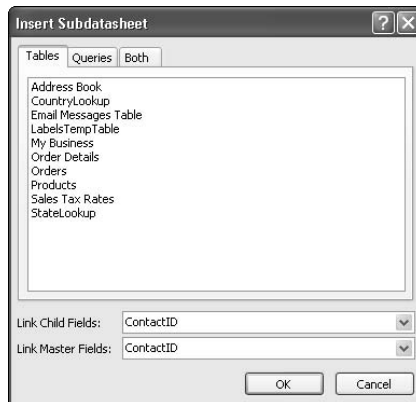 Insert Subdatasheet
Tables Queries Both
Address Book
CountryLookup
Email Messages Table
LabelsTempTable
My Business
Order Details
Orders
Products
Sales Tax Rates
StateLookup
Link Child Fields: ContactID
Link Master Fields: ContactID
OK Cancel